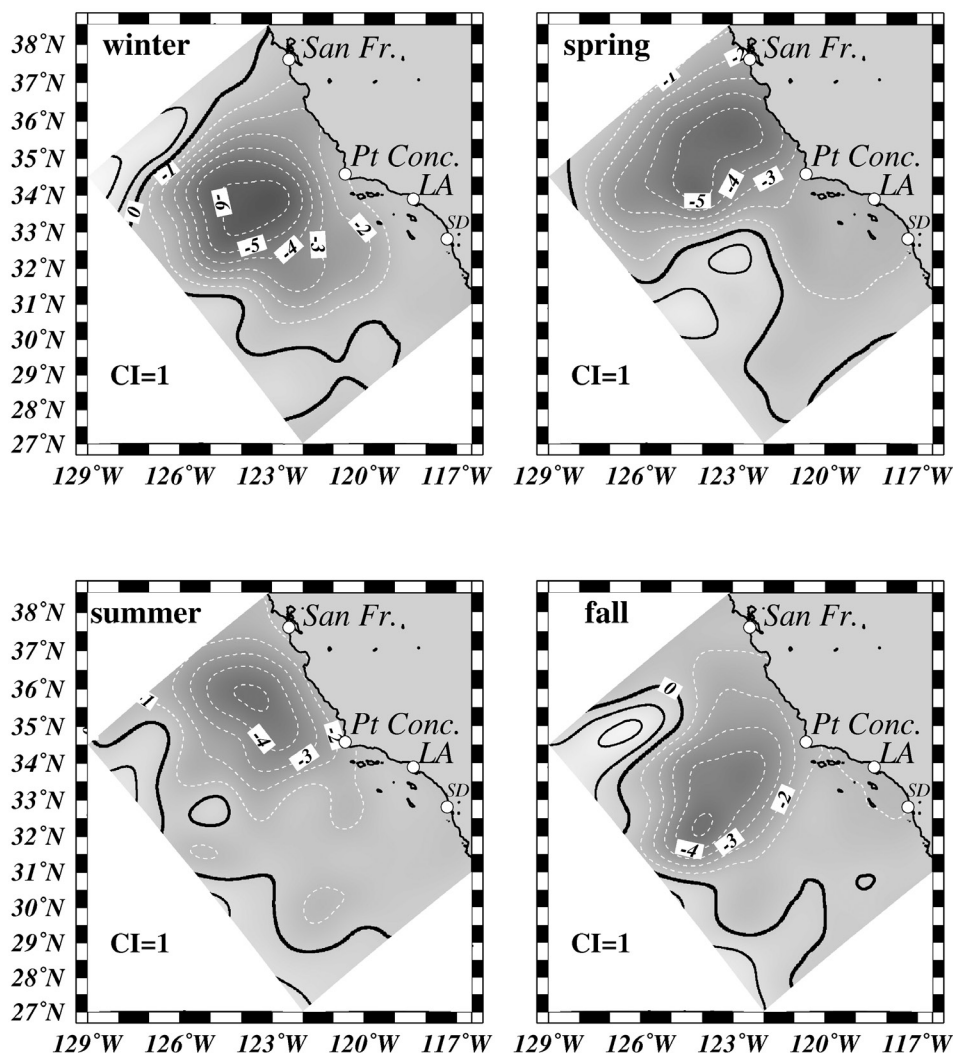 winter
38°N
37°N
36°N
35°N
34°N
33°N
32°N
31°N
30°N
29°N
28°N
27°N
San Fr.
Pt Conc.
LA
SD
-1
0
-6
-5
-4
-3
-2
CI=1
129°W 126°W 123°W 120°W 117°W
spring
San Fr.
-2
-1
Pt Conc.
LA
SD
-3
-4
-5
CI=1
129°W 126°W 123°W 120°W 117°W
summer
38°N
37°N
36°N
35°N
34°N
33°N
32°N
31°N
30°N
29°N
28°N
27°N
San Fr.
-1
Pt Conc.
LA
SD
-2
-3
-4
CI=1
129°W 126°W 123°W 120°W 117°W
fall
San Fr.
0
Pt Conc.
LA
SD
-2
-3
-4
CI=1
129°W 126°W 123°W 120°W 117°W